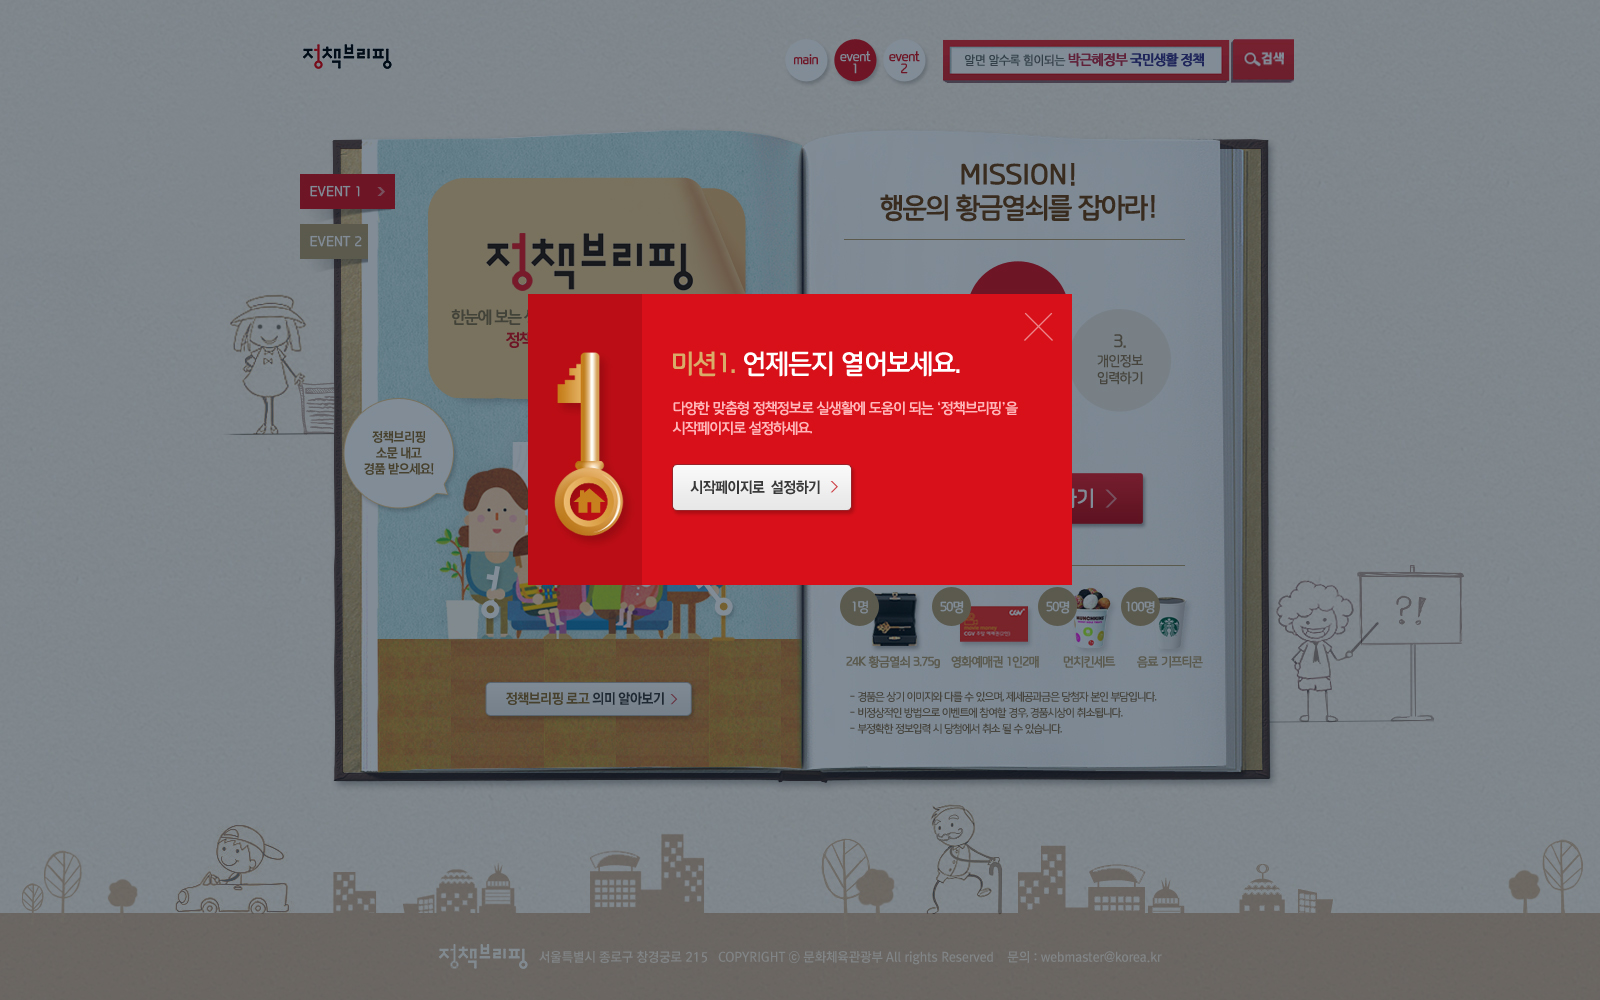 정책브리핑
main
event
1
event
2
알면 알수록 힘이되는 박근혜정부 국민생활 정책
검색
EVENT 1
EVENT 2
정책브리핑
한눈에 보는
정책
정책브리핑
소문 내고
경품 받으세요!
정책브리핑 로고 의미 알아보기
MISSION!
행운의 황금열쇠를 잡아라!
3.
개인정보
입력하기
미션1. 언제든지 열어보세요.
다양한 맞춤형 정책정보로 실생활에 도움이 되는 ‘정책브리핑’을
시작페이지로 설정하세요.
시작페이지로 설정하기
하기
1명
50명
50명
100명
CGV
24K 황금열쇠 3.75g
영화예매권 1인2매
먼치킨세트
음료 기프티콘
- 경품은 상기 이미지와 다를 수 있으며, 제세공과금은 당첨자 본인 부담입니다.
- 비정상적인 방법으로 이벤트에 참여할 경우, 경품시상이 취소됩니다.
- 부정확한 정보입력 시 당첨에서 취소 될 수 있습니다.
?!
정책브리핑 서울특별시 종로구 창경궁로 215 COPYRIGHT ⓒ 문화체육관광부 All rights Reserved 문의 : webmaster@korea.kr